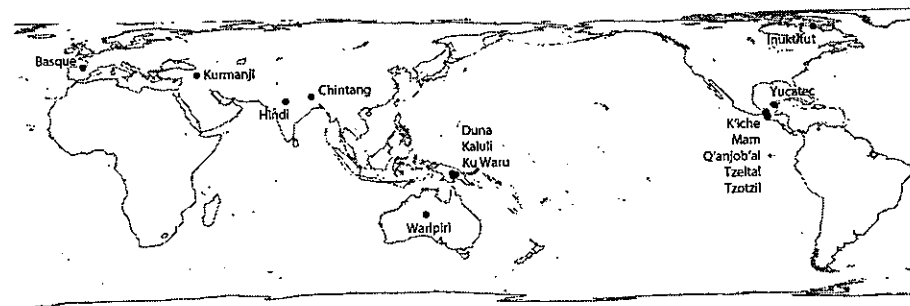 Inuktitut
Basque
Kurmanji
Chintang
Yucatec
Hindi
K'iche
Mam
Q'anjob'al
Tzeltal
Tzotzil
Duna
Kaluli
Ku Waru
Warlpiri